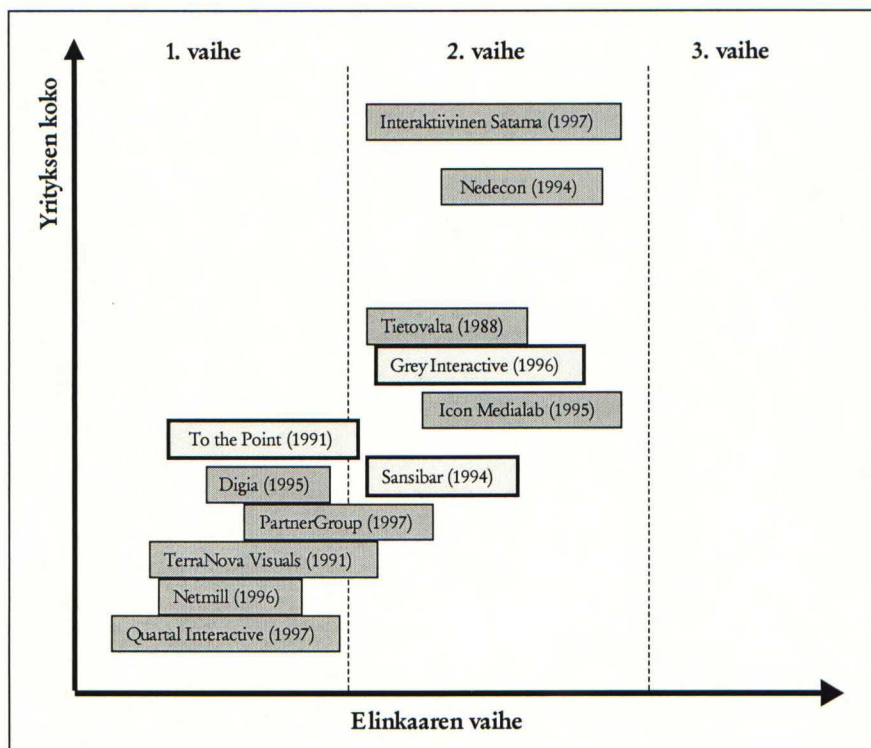 1. vaihe
2. vaihe
3. vaihe
Yrityksen koko
Interaktiivinen Satama (1997)
Nedecon (1994)
Tietovalta (1988)
Grey Interactive (1996)
Icon Medialab (1995)
To the Point (1991)
Digia (1995)
Sansibar (1994)
PartnerGroup (1997)
TerraNova Visuals (1991)
Netmill (1996)
Quartal Interactive (1997)
Elinkaaren vaihe